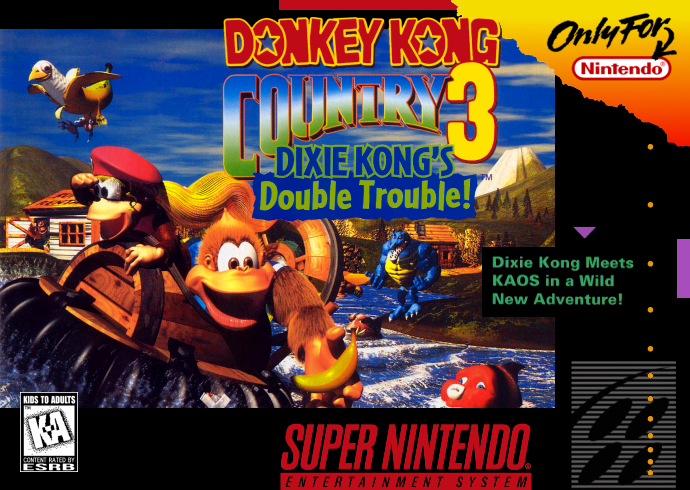 DONKEY KONG
COUNTRY 3
DIXIE KONG'S
Double Trouble!
TM
Only For
Nintendo
Dixie Kong Meets
KAOS in a Wild
New Adventure!
KIDS TO ADULTS
K-A
CONTENT RATED BY
ESRB
SUPER NINTENDO
ENTERTAINMENT SYSTEM